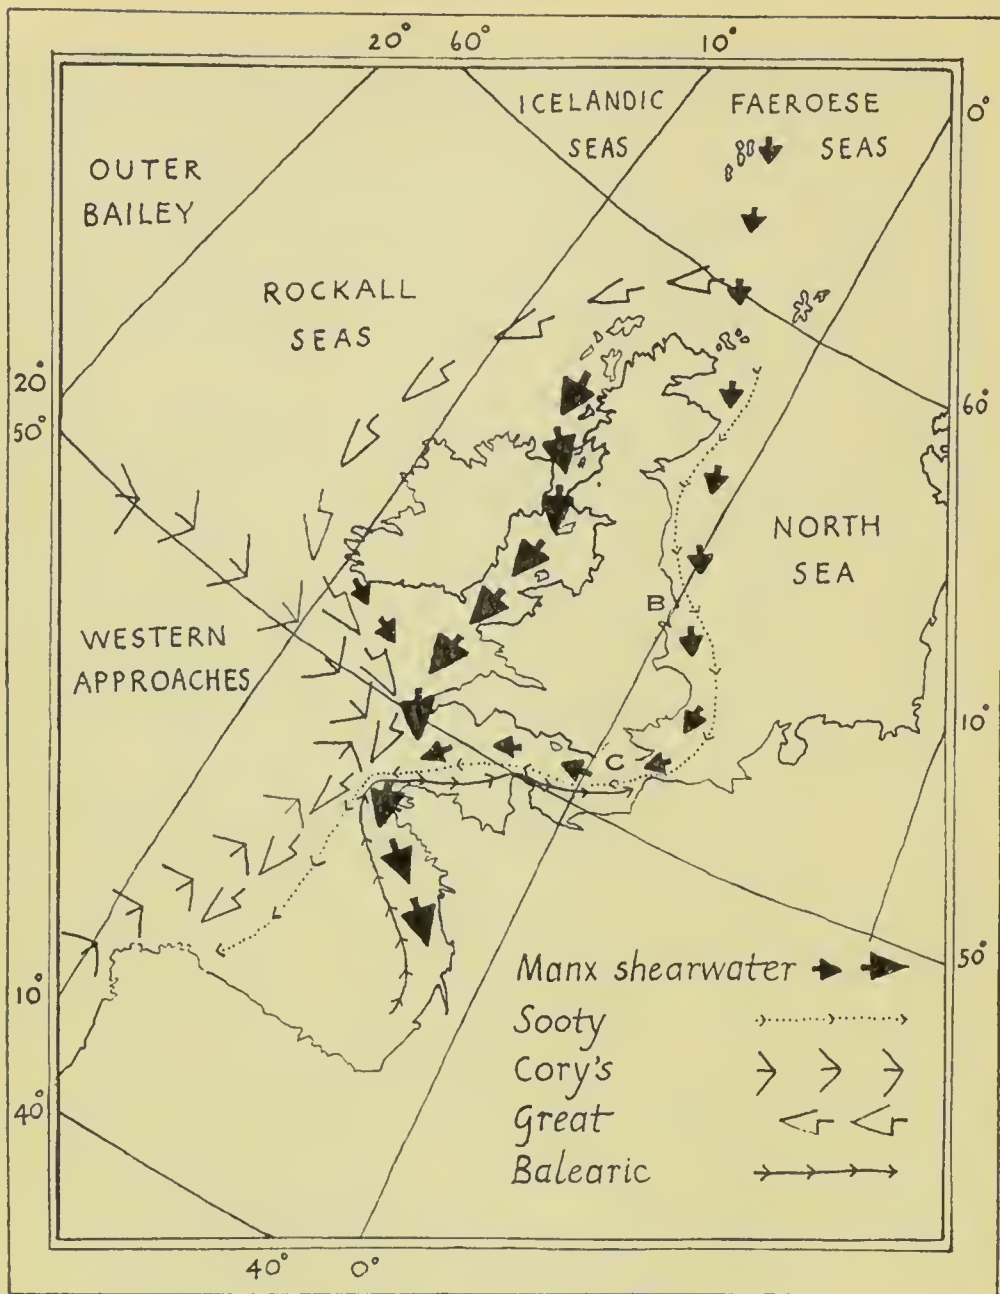 20° 60° 10°
ICELANDIC
SEAS
FAEROESE
SEAS
0°
OUTER
BAILEY
ROCKALL
SEAS
20°
50°
60°
NORTH
SEA
B
WESTERN
APPROACHES
10°
C
50°
10°
40°
Manx shearwater
Sooty
Cory's
Great
Balearic
40° 0°